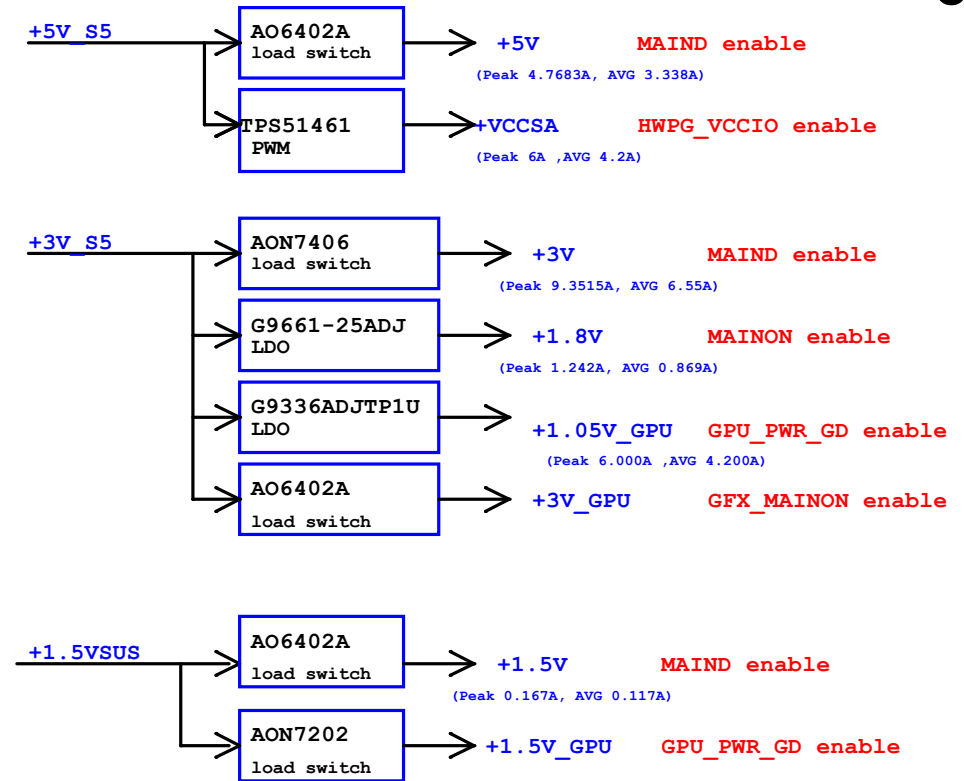 +5V_S5
AO6402A
load switch
+5V MAIND enable
(Peak 4.7683A, AVG 3.338A)
TPS51461
PWM
+VCCSA HWPG_VCCIO enable
(Peak 6A ,AVG 4.2A)
+3V_S5
AON7406
load switch
+3V MAIND enable
(Peak 9.3515A, AVG 6.55A)
G9661-25ADJ
LDO
+1.8V MAINON enable
(Peak 1.242A, AVG 0.869A)
G9336ADJTP1U
LDO
+1.05V_GPU GPU_PWR_GD enable
(Peak 6.000A ,AVG 4.200A)
AO6402A
load switch
+3V_GPU GFX_MAINON enable
+1.5VSUS
AO6402A
load switch
+1.5V MAIND enable
(Peak 0.167A, AVG 0.117A)
AON7202
load switch
+1.5V_GPU GPU_PWR_GD enable